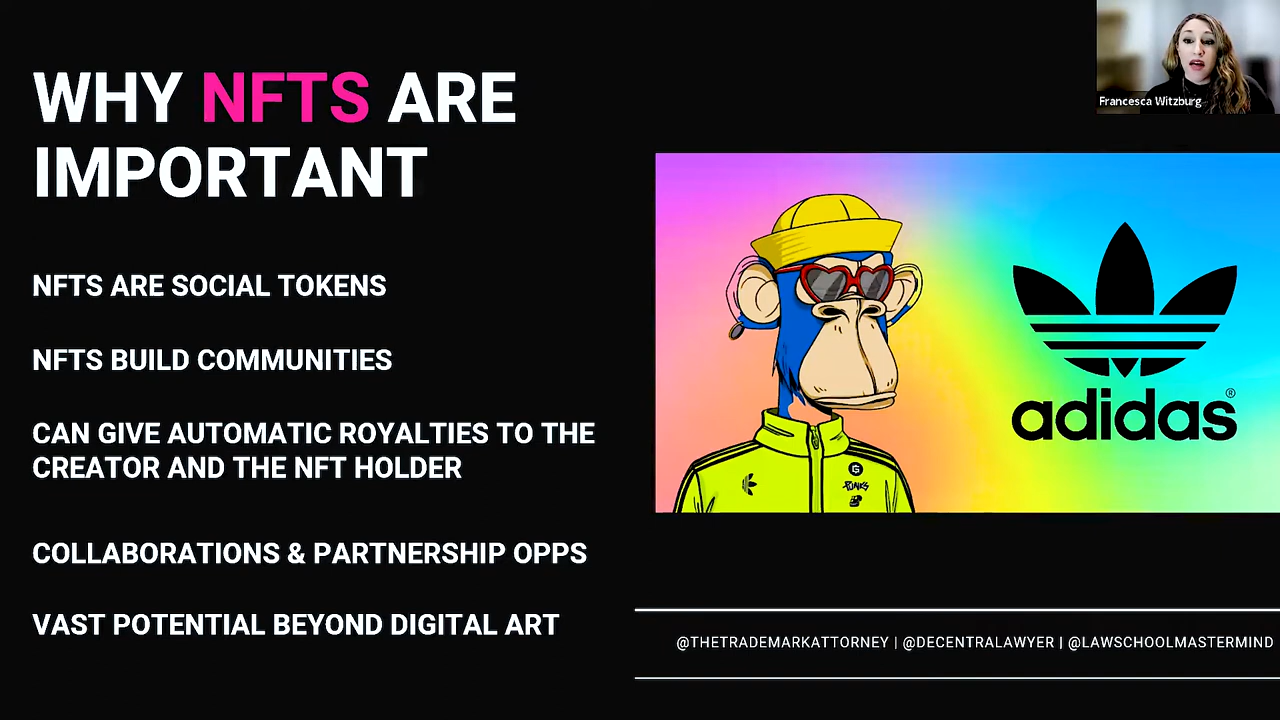 WHY NFTS ARE
IMPORTANT
NFTS ARE SOCIAL TOKENS
NFTS BUILD COMMUNITIES
CAN GIVE AUTOMATIC ROYALTIES TO THE
CREATOR AND THE NFT HOLDER
COLLABORATIONS & PARTNERSHIP OPPS
VAST POTENTIAL BEYOND DIGITAL ART
Francesca Witzburg
adidas®
G
PUNKS
@THETRADEMARKATTORNEY | @DECENTRALAWYER | @LAWSCHOOLMASTERMIND